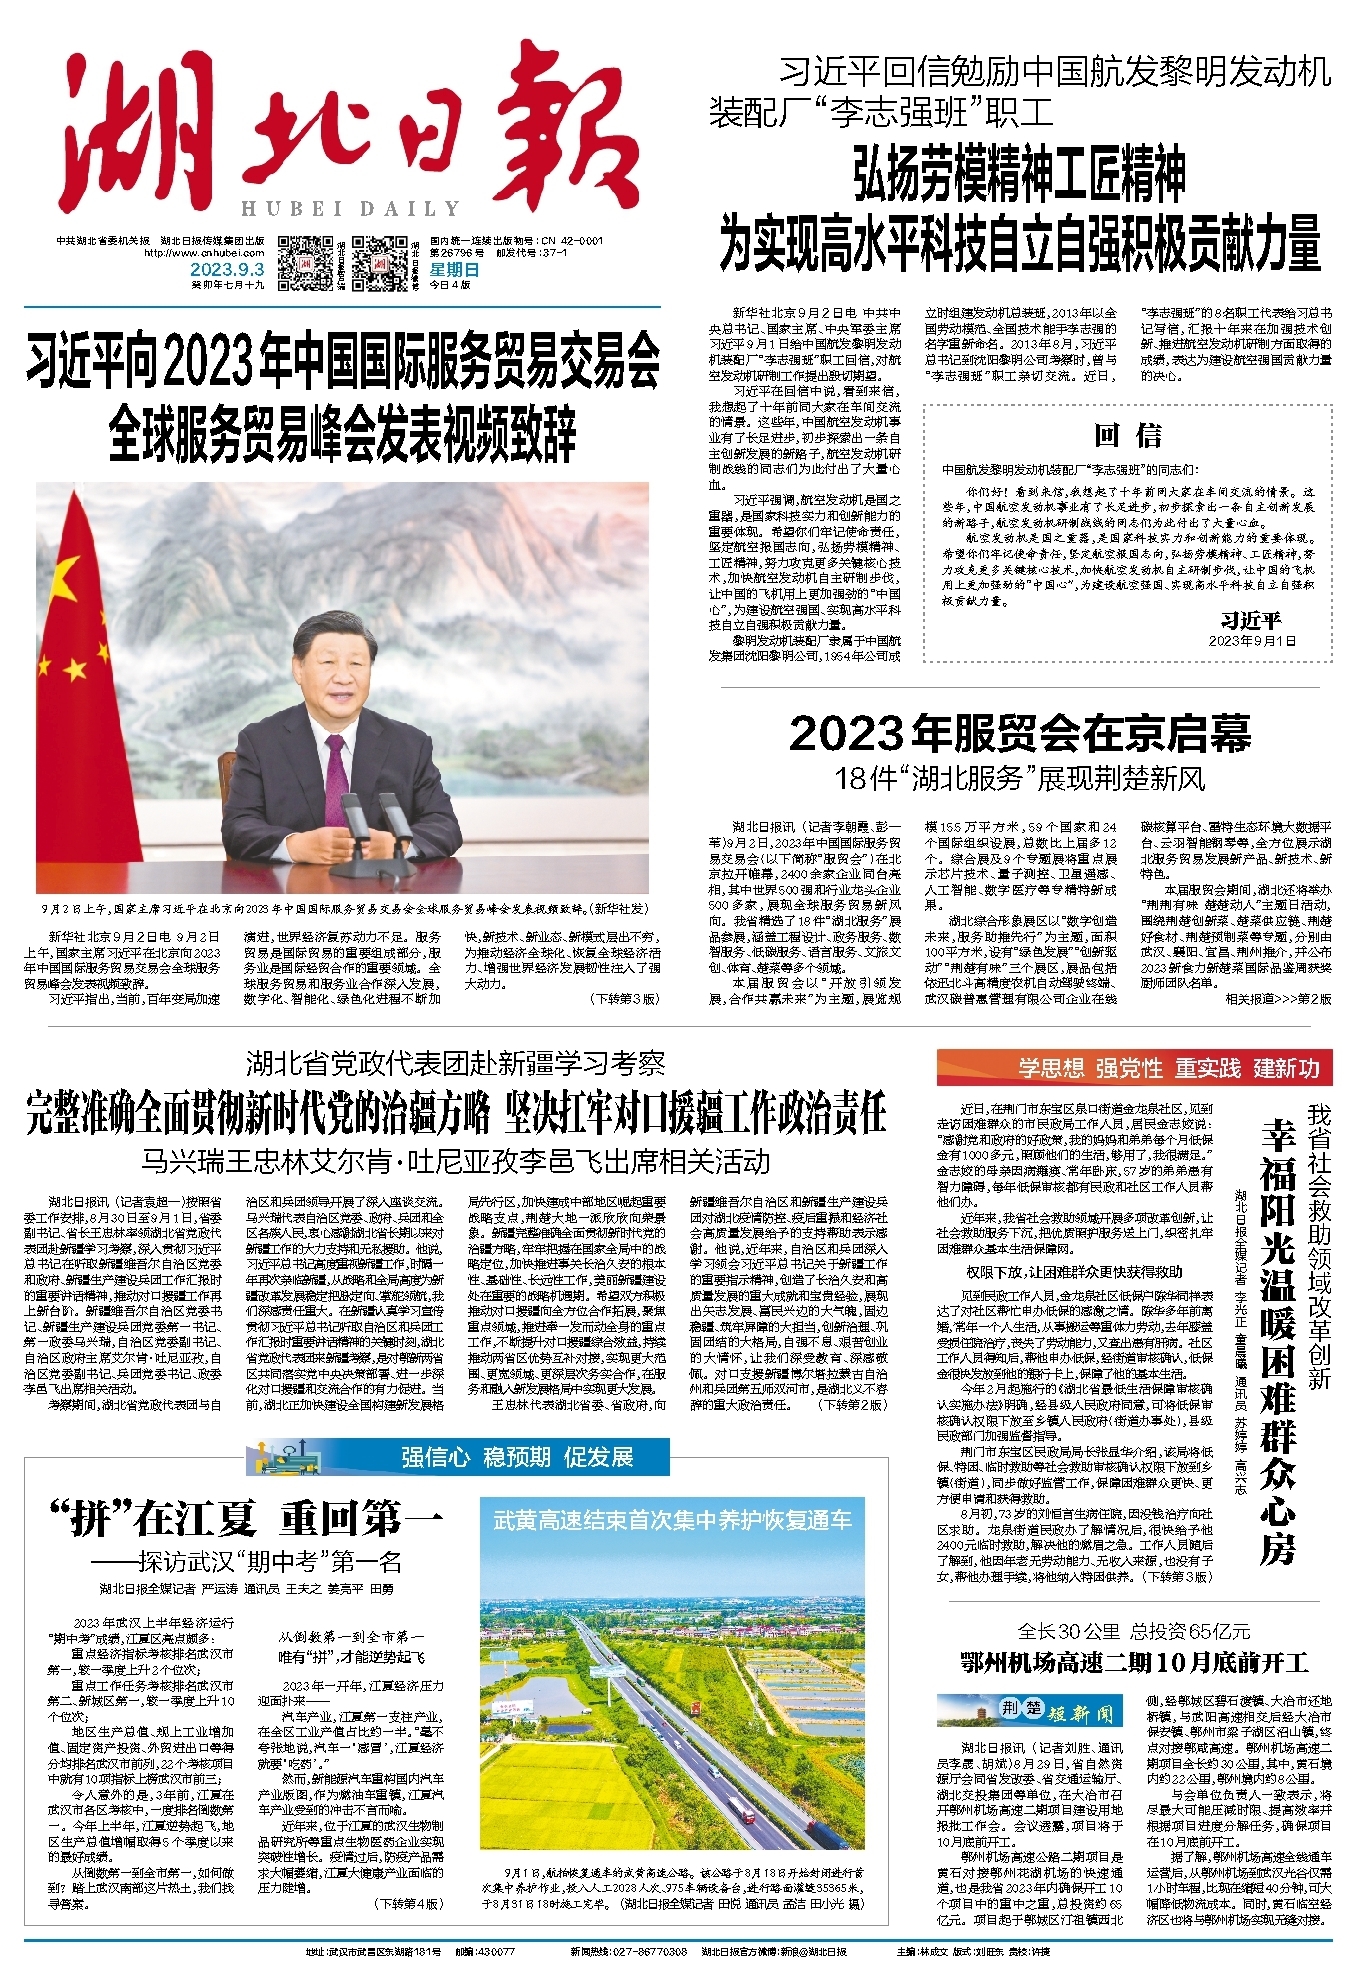 湖北日報
HUBEI DAILY
中共湖北省委机关报 湖北日报传媒集团出版
http://www.cnhubei.com
2023.9.3
癸卯年七月十九
国内统一连续出版物号：CN 42-0001
第26796号 邮发代号：37-1
星期日
今日4版
习近平向2023年中国国际服务贸易交易会
全球服务贸易峰会发表视频致辞
9月2日上午，国家主席习近平在北京向2023年中国国际服务贸易交易会全球服务贸易峰会发表视频致辞。（新华社发）
新华社北京9月2日电 9月2日
上午，国家主席习近平在北京向2023
年中国国际服务贸易交易会全球服务
贸易峰会发表视频致辞。
习近平指出，当前，百年变局加速
演进，世界经济复苏动力不足。服务
贸易是国际贸易的重要组成部分，服
务业是国际经贸合作的重要领域。全
球服务贸易和服务业合作深入发展，
数字化、智能化、绿色化进程不断加
快，新技术、新业态、新模式层出不穷，
为推动经济全球化、恢复全球经济活
力、增强世界经济发展韧性注入了强
大动力。
（下转第3版）
习近平回信勉励中国航发黎明发动机
装配厂“李志强班”职工
弘扬劳模精神工匠精神
为实现高水平科技自立自强积极贡献力量
新华社北京9月2日电 中共中
央总书记、国家主席、中央军委主席
习近平9月1日给中国航发黎明发动
机装配厂“李志强班”职工回信，对航
空发动机研制工作提出殷切期望。
习近平在回信中说，看到来信，
我想起了十年前同大家在车间交流
的情景。这些年，中国航空发动机事
业有了长足进步，初步探索出一条自
主创新发展的新路子，航空发动机研
制战线的同志们为此付出了大量心
血。
习近平强调，航空发动机是国之
重器，是国家科技实力和创新能力的
重要体现。希望你们牢记使命责任，
坚定航空报国志向，弘扬劳模精神、
工匠精神，努力攻克更多关键核心技
术，加快航空发动机自主研制步伐，
让中国的飞机用上更加强劲的“中国
心”，为建设航空强国、实现高水平科
技自立自强积极贡献力量。
黎明发动机装配厂隶属于中国航
发集团沈阳黎明公司，1954年公司成
立时组建发动机总装班，2013年以全
国劳动模范、全国技术能手李志强的
名字重新命名。2013年8月，习近平
总书记到沈阳黎明公司考察时，曾与
“李志强班”职工亲切交流。近日，
“李志强班”的8名职工代表给习总书
记写信，汇报十年来在加强技术创
新、推进航空发动机研制方面取得的
成绩，表达为建设航空强国贡献力量
的决心。
回 信
中国航发黎明发动机装配厂“李志强班”的同志们：
你们好！看到来信，我想起了十年前同大家在车间交流的情景。这
些年，中国航空发动机事业有了长足进步，初步探索出一条自主创新发展
的新路子，航空发动机研制战线的同志们为此付出了大量心血。
航空发动机是国之重器，是国家科技实力和创新能力的重要体现。
希望你们牢记使命责任，坚定航空报国志向，弘扬劳模精神、工匠精神，努
力攻克更多关键核心技术，加快航空发动机自主研制步伐，让中国的飞机
用上更加强劲的“中国心”，为建设航空强国、实现高水平科技自立自强积
极贡献力量。
习近平
2023年9月1日
2023年服贸会在京启幕
18件“湖北服务”展现荆楚新风
湖北日报讯（记者李朝霞、彭一
苇）9月2日，2023年中国国际服务贸
易交易会（以下简称“服贸会”）在北
京拉开帷幕，2400余家企业同台亮
相，其中世界500强和行业龙头企业
500多家，展现全球服务贸易新风
向。我省精选了18件“湖北服务”展
品参展，涵盖工程设计、政务服务、数
智服务、低碳服务、语言服务、文旅文
创、体育、楚菜等多个领域。
本届服贸会以“开放引领发
展，合作共赢未来”为主题，展览规
模15.5万平方米，59个国家和24
个国际组织设展，总数比上届多12
个。综合展及9个专题展将重点展
示芯片技术、量子测控、卫星遥感、
人工智能、数字医疗等专精特新成
果。
湖北综合形象展区以“数字创造
未来，服务助推先行”为主题，面积
100平方米，设有“绿色发展”“创新驱
动”“荆楚有味”三个展区，展品包括
依迅北斗高精度农机自动驾驶终端、
武汉碳普惠管理有限公司企业在线
碳核算平台、雷特生态环境大数据平
台、云羽智能钢琴等，全方位展示湖
北服务贸易发展新产品、新技术、新
特色。
本届服贸会期间，湖北还将举办
“荆荆有味 楚楚动人”主题日活动，
围绕荆楚创新菜、楚菜供应链、荆楚
好食材、荆楚预制菜等专题，分别由
武汉、襄阳、宜昌、荆州推介，并公布
2023新食力新楚菜国际品鉴周获奖
厨师团队名单。
相关报道>>>第2版
湖北省党政代表团赴新疆学习考察
完整准确全面贯彻新时代党的治疆方略 坚决扛牢对口援疆工作政治责任
马兴瑞王忠林艾尔肯·吐尼亚孜李邑飞出席相关活动
湖北日报讯（记者袁超一）按照省
委工作安排，8月30日至9月1日，省委
副书记、省长王忠林率领湖北省党政代
表团赴新疆学习考察，深入贯彻习近平
总书记在听取新疆维吾尔自治区党委
和政府、新疆生产建设兵团工作汇报时
的重要讲话精神，推动对口援疆工作再
上新台阶。新疆维吾尔自治区党委书
记、新疆生产建设兵团党委第一书记、
第一政委马兴瑞，自治区党委副书记、
自治区政府主席艾尔肯·吐尼亚孜，自
治区党委副书记、兵团党委书记、政委
李邑飞出席相关活动。
考察期间，湖北省党政代表团与自
治区和兵团领导开展了深入座谈交流。
马兴瑞代表自治区党委、政府、兵团和全
区各族人民，衷心感谢湖北省长期以来对
新疆工作的大力支持和无私援助。他说，
习近平总书记高度重视新疆工作，时隔一
年再次亲临新疆，从战略和全局高度为新
疆改革发展稳定把脉定向、掌舵领航，我
们深感责任重大。在新疆认真学习宣传
贯彻习近平总书记听取自治区和兵团工
作汇报时重要讲话精神的关键时刻，湖北
省党政代表团来新疆考察，是对鄂新两省
区共同落实党中央决策部署、进一步深
化对口援疆和交流合作的有力促进。当
前，湖北正加快建设全国构建新发展格
局先行区，加快建成中部地区崛起重要
战略支点，荆楚大地一派欣欣向荣景
象。新疆完整准确全面贯彻新时代党的
治疆方略，牢牢把握在国家全局中的战
略定位，加快推进事关长治久安的根本
性、基础性、长远性工作，美丽新疆建设
处在重要的战略机遇期。希望双方积极
推动对口援疆向全方位合作拓展，聚焦
重点领域，推进牵一发而动全身的重点
工作，不断提升对口援疆综合效益，持续
推动两省区优势互补对接，实现更大范
围、更宽领域、更深层次务实合作，在服
务和融入新发展格局中实现更大发展。
王忠林代表湖北省委、省政府，向
新疆维吾尔自治区和新疆生产建设兵
团对湖北疫情防控、疫后重振和经济社
会高质量发展给予的支持帮助表示感
谢。他说，近年来，自治区和兵团深入
学习领会习近平总书记关于新疆工作
的重要指示精神，创造了长治久安和高
质量发展的重大成就和宝贵经验，展现
出矢志发展、富民兴边的大气魄，固边
稳疆、筑牢屏障的大担当，创新治理、巩
固团结的大格局，自强不息、艰苦创业
的大情怀，让我们深受教育、深感敬
佩。对口支援新疆博尔塔拉蒙古自治
州和兵团第五师双河市，是湖北义不容
辞的重大政治责任。 （下转第2版）
学思想 强党性 重实践 建新功
我省社会救助领域改革创新
幸福阳光温暖困难群众心房
湖北日报全媒记者 李光正 童晨曦 通讯员 苏婷婷 高兴志
近日，在荆门市东宝区泉口街道金龙泉社区，见到
走访困难群众的市民政局工作人员，居民金志姣说：
“感谢党和政府的好政策，我的妈妈和弟弟每个月低保
金有1000多元，照顾他们的生活，够用了，我很满足。”
金志姣的母亲因病瘫痪、常年卧床，57岁的弟弟患有
智力障碍，每年低保审核都有民政和社区工作人员帮
他们办。
近年来，我省社会救助领域开展多项改革创新，让
社会救助服务下沉，把优质照护服务送上门，织密扎牢
困难群众基本生活保障网。
权限下放，让困难群众更快获得救助
见到民政工作人员，金龙泉社区低保户陈华同样表
达了对社区帮忙申办低保的感激之情。陈华多年前离
婚，常年一个人生活，从事搬运等重体力劳动，去年膝盖
受损住院治疗，丧失了劳动能力，又查出患有肝病。社区
工作人员得知后，帮他申办低保，经街道审核确认，低保
金很快发放到他的银行卡上，保障了他的基本生活。
今年2月起施行的《湖北省最低生活保障审核确
认实施办法》明确，经县级人民政府同意，可将低保审
核确认权限下放至乡镇人民政府（街道办事处），县级
民政部门加强监督指导。
荆门市东宝区民政局局长张显华介绍，该局将低
保、特困、临时救助等社会救助审核确认权限下放到乡
镇（街道），同步做好监管工作，保障困难群众更快、更
方便申请和获得救助。
8月初，73岁的刘恒言生病住院，因没钱治疗向社
区求助。龙泉街道民政办了解情况后，很快给予他
2400元临时救助，解决他的燃眉之急。工作人员随后
了解到，他因年老无劳动能力、无收入来源，也没有子
女，帮他办理手续，将他纳入特困供养。（下转第3版）
强信心 稳预期 促发展
“拼”在江夏 重回第一
——探访武汉“期中考”第一名
湖北日报全媒记者 严运涛 通讯员 王夫之 姜亮平 田勇
2023年武汉上半年经济运行
“期中考”成绩，江夏区亮点颇多：
重点经济指标考核排名武汉市
第一，较一季度上升2个位次；
重点工作任务考核排名武汉市
第二、新城区第一，较一季度上升10
个位次；
地区生产总值、规上工业增加
值、固定资产投资、外贸进出口等得
分均排名武汉市前列，22个考核项目
中就有10项指标上榜武汉市前三；
令人意外的是，3年前，江夏在
武汉市各区考核中，一度排名倒数第
一。今年上半年，江夏逆势起飞，地
区生产总值增幅取得5个季度以来
的最好成绩。
从倒数第一到全市第一，如何做
到？踏上武汉南部这片热土，我们找
寻答案。
从倒数第一到全市第一
唯有“拼”，才能逆势起飞
2023年一开年，江夏经济压力
迎面扑来——
汽车产业，江夏第一支柱产业，
在全区工业产值占比约一半。“毫不
夸张地说，汽车一‘感冒’，江夏经济
就要‘吃药’。”
然而，新能源汽车重构国内汽车
产业版图，作为燃油车重镇，江夏汽
车产业受到的冲击不言而喻。
近年来，位于江夏的武汉生物制
品研究所等重点生物医药企业实现
突破性增长。疫情过后，防疫产品需
求大幅萎缩，江夏大健康产业面临的
压力陡增。
（下转第4版）
武黄高速结束首次集中养护恢复通车
9月1日，航拍恢复通车的武黄高速公路。该公路于8月18日开始封闭进行首
次集中养护作业，投入人工2028人次、975车辆设备台，进行路面灌缝35365米，
于8月31日18时施工完毕。（湖北日报全媒记者 田悦 通讯员 孟洁 田小光 摄）
全长30公里 总投资65亿元
鄂州机场高速二期10月底前开工
荆楚短新闻
湖北日报讯（记者刘胜、通讯
员李晟、胡斌）8月29日，省自然资
源厅会同省发改委、省交通运输厅、
湖北交投集团等单位，在大冶市召
开鄂州机场高速二期项目建设用地
报批工作会。会议透露，项目将于
10月底前开工。
鄂州机场高速公路二期项目是
黄石对接鄂州花湖机场的快速通
道，也是我省2023年内确保开工10
个项目中的重中之重，总投资约65
亿元。项目起于鄂城区汀祖镇西北
侧，经鄂城区碧石渡镇、大冶市还地
桥镇，与武阳高速相交后经大冶市
保安镇、鄂州市梁子湖区沼山镇，终
点对接鄂咸高速。鄂州机场高速二
期项目全长约30公里，其中，黄石境
内约22公里，鄂州境内约8公里。
与会单位负责人一致表示，将
尽最大可能压减时限、提高效率并
根据项目进度分解任务，确保项目
在10月底前开工。
据了解，鄂州机场高速全线通车
运营后，从鄂州机场到武汉光谷仅需
1小时车程，比现在缩短40分钟，可大
幅降低物流成本。同时，黄石临空经
济区也将与鄂州机场实现无缝对接。
地址：武汉市武昌区东湖路181号 邮编：430077 新闻热线：027-86770308 湖北日报官方微博：新浪@湖北日报 主编：林成文 版式：刘旺东 责校：许捷